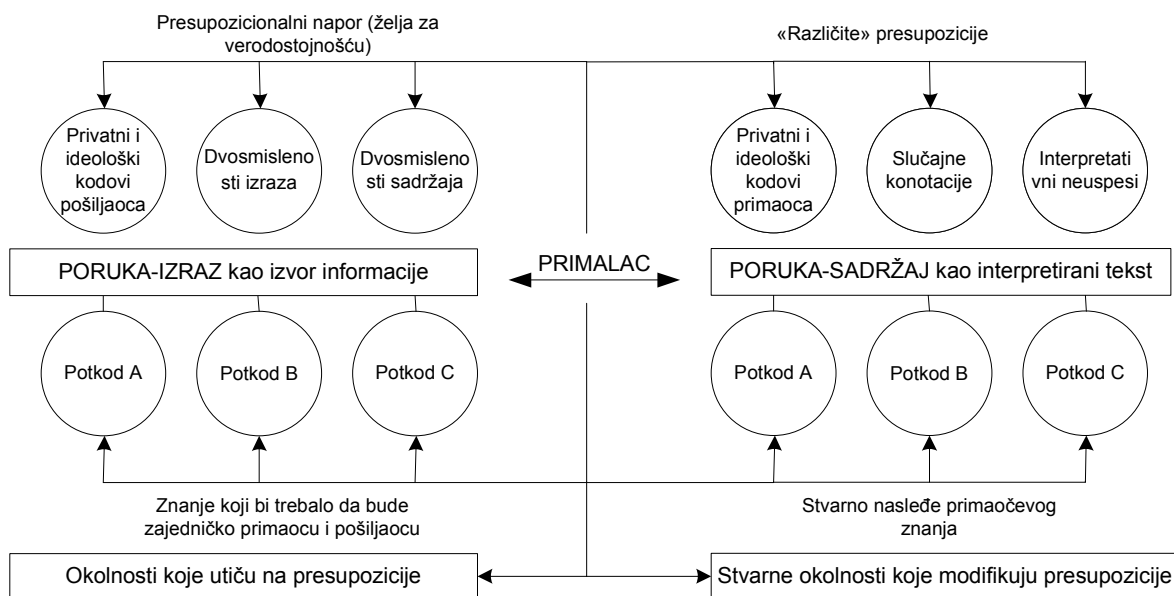 Presupozicionalni napor (želja za
verodostojnošću)
«Različite» presupozicije
Privatni i
ideološki
kodovi
pošiljaoca
Dvosmisleno
sti izraza
Dvosmisleno
sti sadržaja
Privatni i
ideološki
kodovi
primaoca
Slučajne
konotacije
Interpretati
vni neuspesi
PORUKA-IZRAZ kao izvor informacije
PRIMALAC
PORUKA-SADRŽAJ kao interpretirani tekst
Potkod A
Potkod B
Potkod C
Potkod A
Potkod B
Potkod C
Znanje koji bi trebalo da bude
zajedničko primaocu i pošiljaocu
Stvarno nasleđe primaočevog
znanja
Okolnosti koje utiču na presupozicije
Stvarne okolnosti koje modifikuju presupozicije